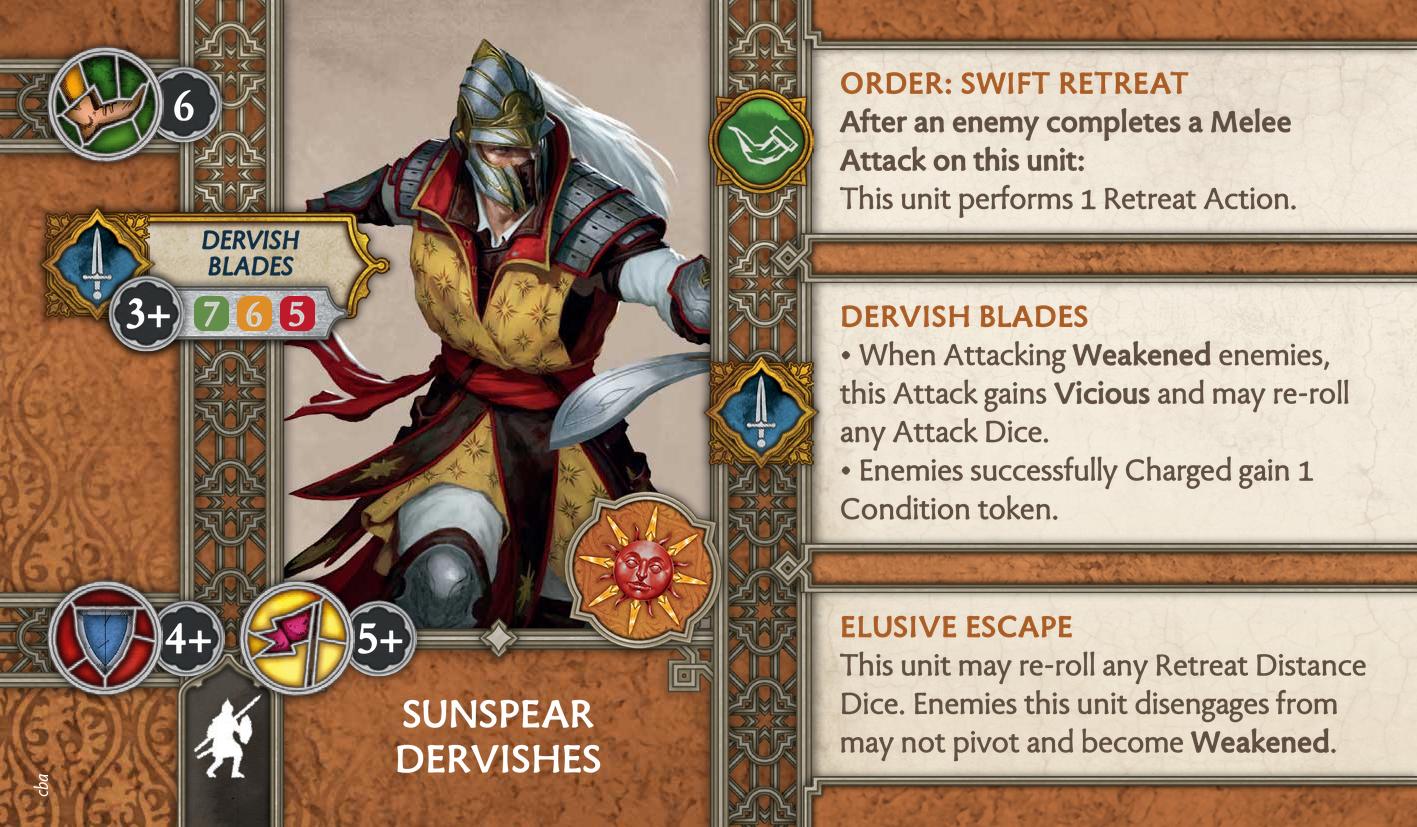 6
DERVISH
BLADES
3+ 7 6 5
4+ 5+
SUNSPEAR
DERVISHES
cba
ORDER: SWIFT RETREAT
After an enemy completes a Melee
Attack on this unit:
This unit performs 1 Retreat Action.
DERVISH BLADES
• When Attacking Weakened enemies,
this Attack gains Vicious and may re-roll
any Attack Dice.
• Enemies successfully Charged gain 1
Condition token.
ELUSIVE ESCAPE
This unit may re-roll any Retreat Distance
Dice. Enemies this unit disengages from
may not pivot and become Weakened.